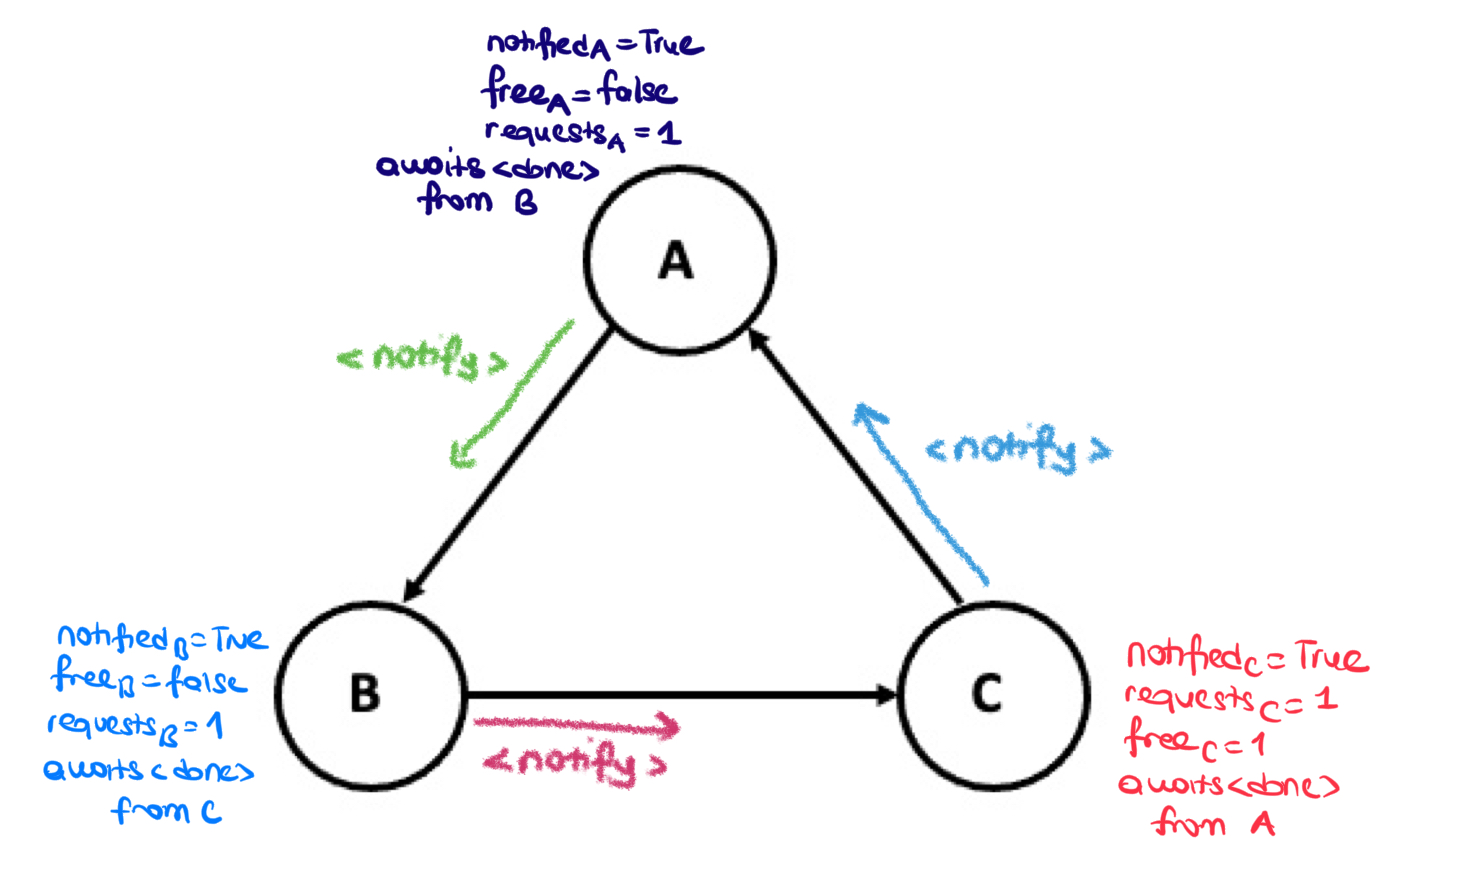 notified_A = True
free_A = false
requests_A = 1
awaits <done>
from B
A
<notify>
<notify>
notified_B = True
free_B = false
requests_B = 1
awaits <done>
from C
B
<notify>
C
notified_C = True
requests_C = 1
free_C = 1
awaits <done>
from A